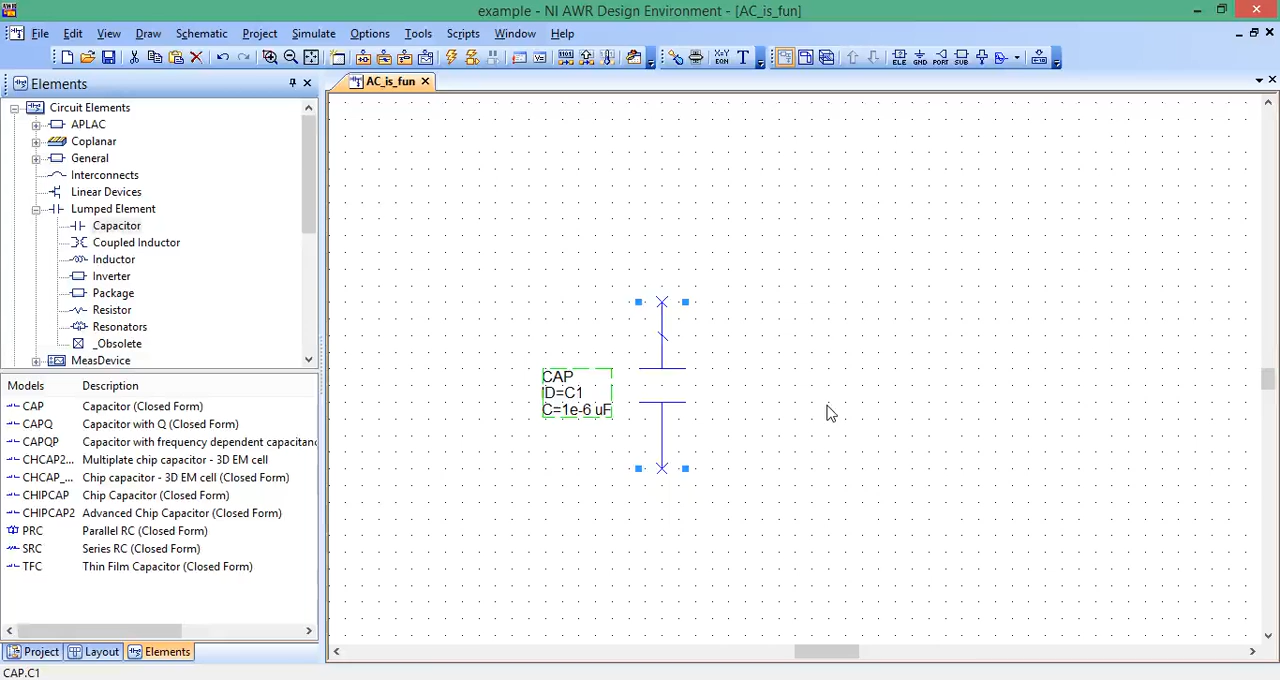 example - NI AWR Design Environment - [AC_is_fun]
File Edit View Draw Schematic Project Simulate Options Tools Scripts Window Help
Elements
AC_is_fun
Circuit Elements
APLAC
Coplanar
General
Interconnects
Linear Devices
Lumped Element
Capacitor
Coupled Inductor
Inductor
Inverter
Package
Resistor
Resonators
_Obsolete
MeasDevice
Models Description
CAP Capacitor (Closed Form)
CAPQ Capacitor with Q (Closed Form)
CAPQP Capacitor with frequency dependent capacitanc
CHCAP2... Multiplate chip capacitor - 3D EM cell
CHCAP_... Chip capacitor - 3D EM cell (Closed Form)
CHIPCAP Chip Capacitor (Closed Form)
CHIPCAP2 Advanced Chip Capacitor (Closed Form)
PRC Parallel RC (Closed Form)
SRC Series RC (Closed Form)
TFC Thin Film Capacitor (Closed Form)
CAP
ID=C1
C=1e-6 uF
Project Layout Elements
CAP.C1